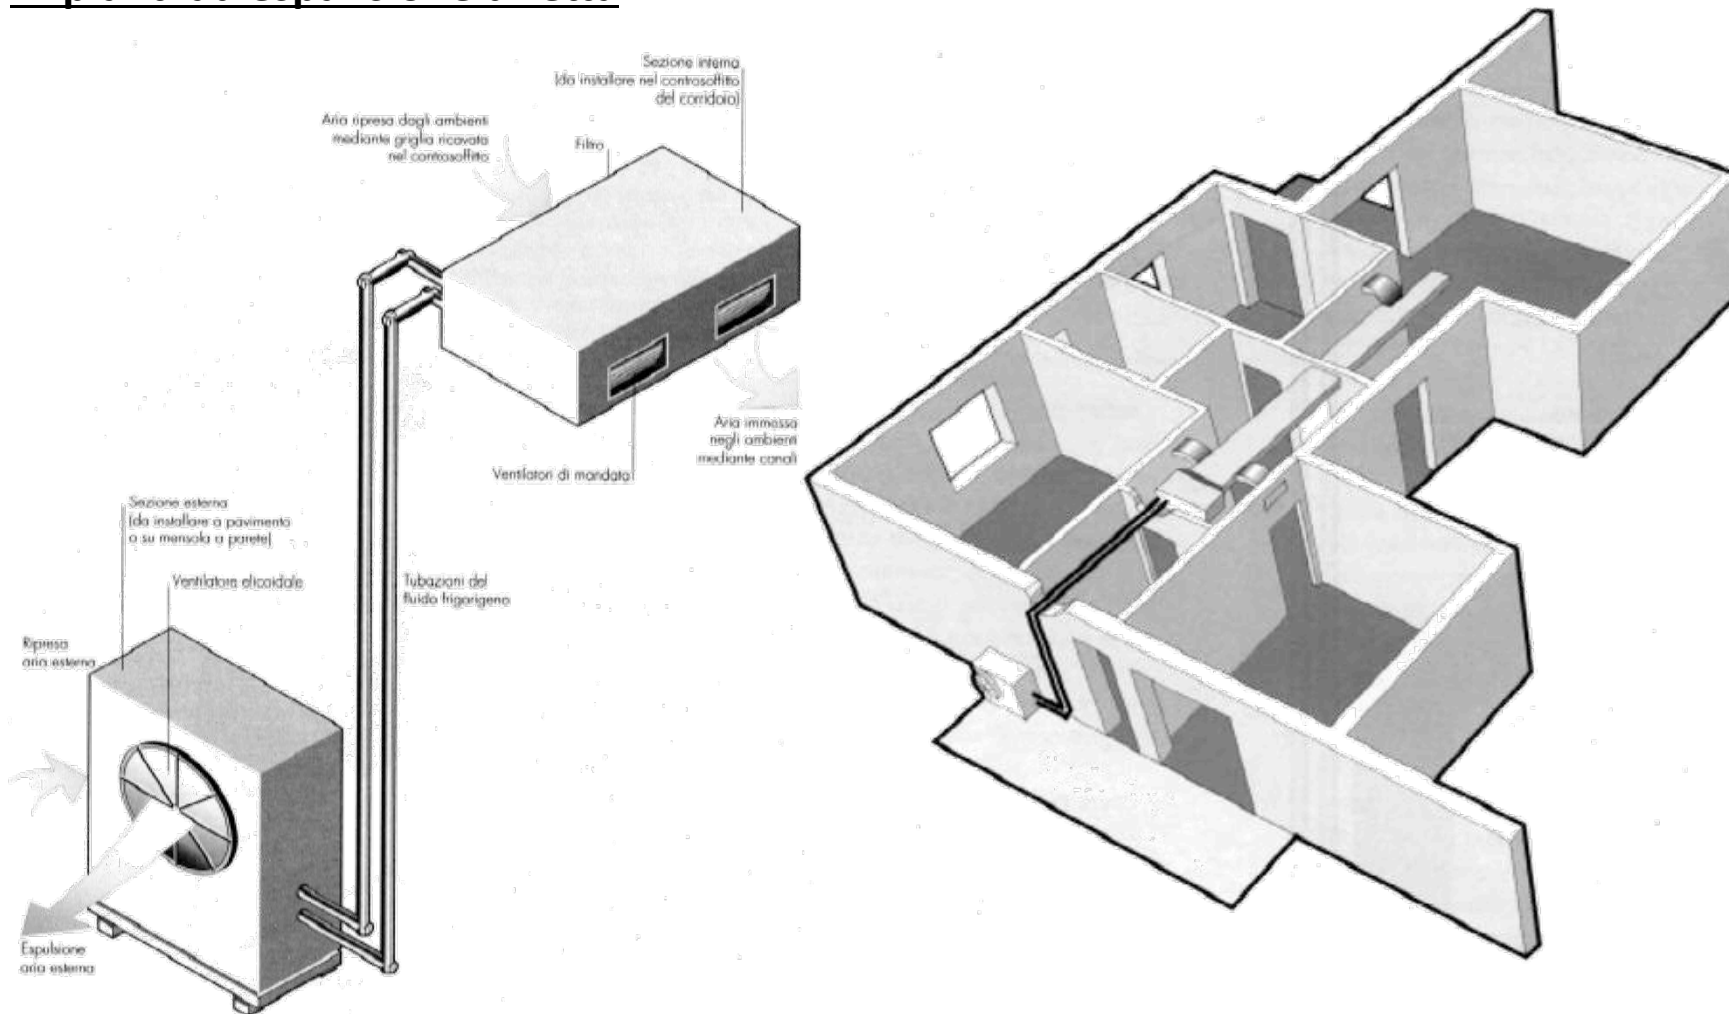 Sezione interna
(da installare nel controsoffitto
del corridoio)
Aria ripresa dagli ambienti
mediante griglia ricavata
nel controsoffitto
Filtro
Aria immessa
negli ambienti
mediante canali
Ventilatori di mandata
Sezione esterna
(da installare a pavimento
o su mensola a parete)
Ventilatore elicoidale
Tubazioni del
fluido frigorigeno
Ripresa
aria esterna
Espulsione
aria esterna